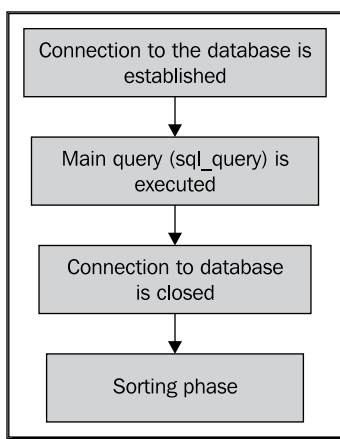 Connection to the database is
established
Main query (sql_query) is
executed
Connection to database
is closed
Sorting phase